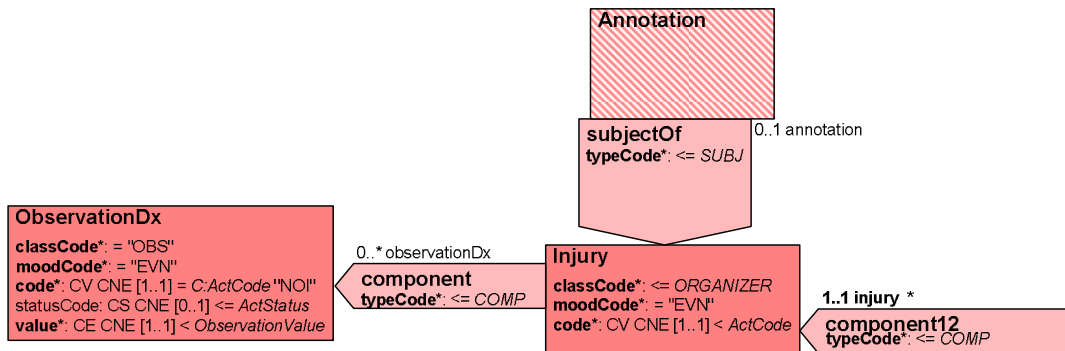 Annotation
0..1 annotation
subjectOf
typeCode*: <= SUBJ
ObservationDx
classCode*: = "OBS"
moodCode*: = "EVN"
code*: CV CNE [1..1] = C:ActCode "NOI"
statusCode: CS CNE [0..1] <= ActStatus
value*: CE CNE [1..1] < ObservationValue
0..* observationDx
component
typeCode*: <= COMP
Injury
classCode*: <= ORGANIZER
moodCode*: = "EVN"
code*: CV CNE [1..1] < ActCode
1..1 injury *
component12
typeCode*: <= COMP